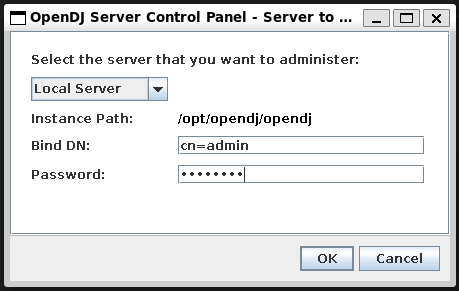 OpenDJ Server Control Panel - Server to ...
Select the server that you want to administer:
Local Server
Instance Path: /opt/opendj/opendj
Bind DN: cn=admin
Password: ••••••••
OK Cancel